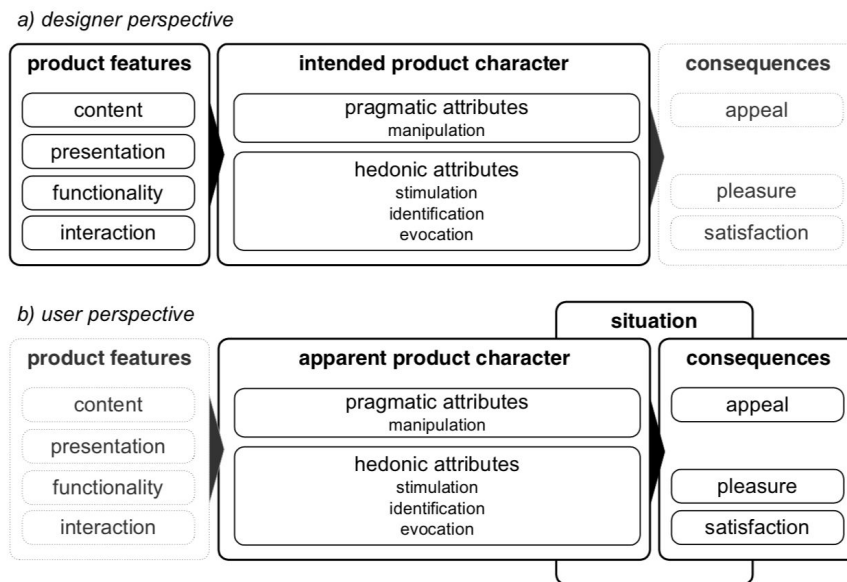 a) designer perspective
product features
content
presentation
functionality
interaction
intended product character
pragmatic attributes
manipulation
hedonic attributes
stimulation
identification
evocation
consequences
appeal
pleasure
satisfaction
b) user perspective
situation
product features
content
presentation
functionality
interaction
apparent product character
pragmatic attributes
manipulation
hedonic attributes
stimulation
identification
evocation
consequences
appeal
pleasure
satisfaction